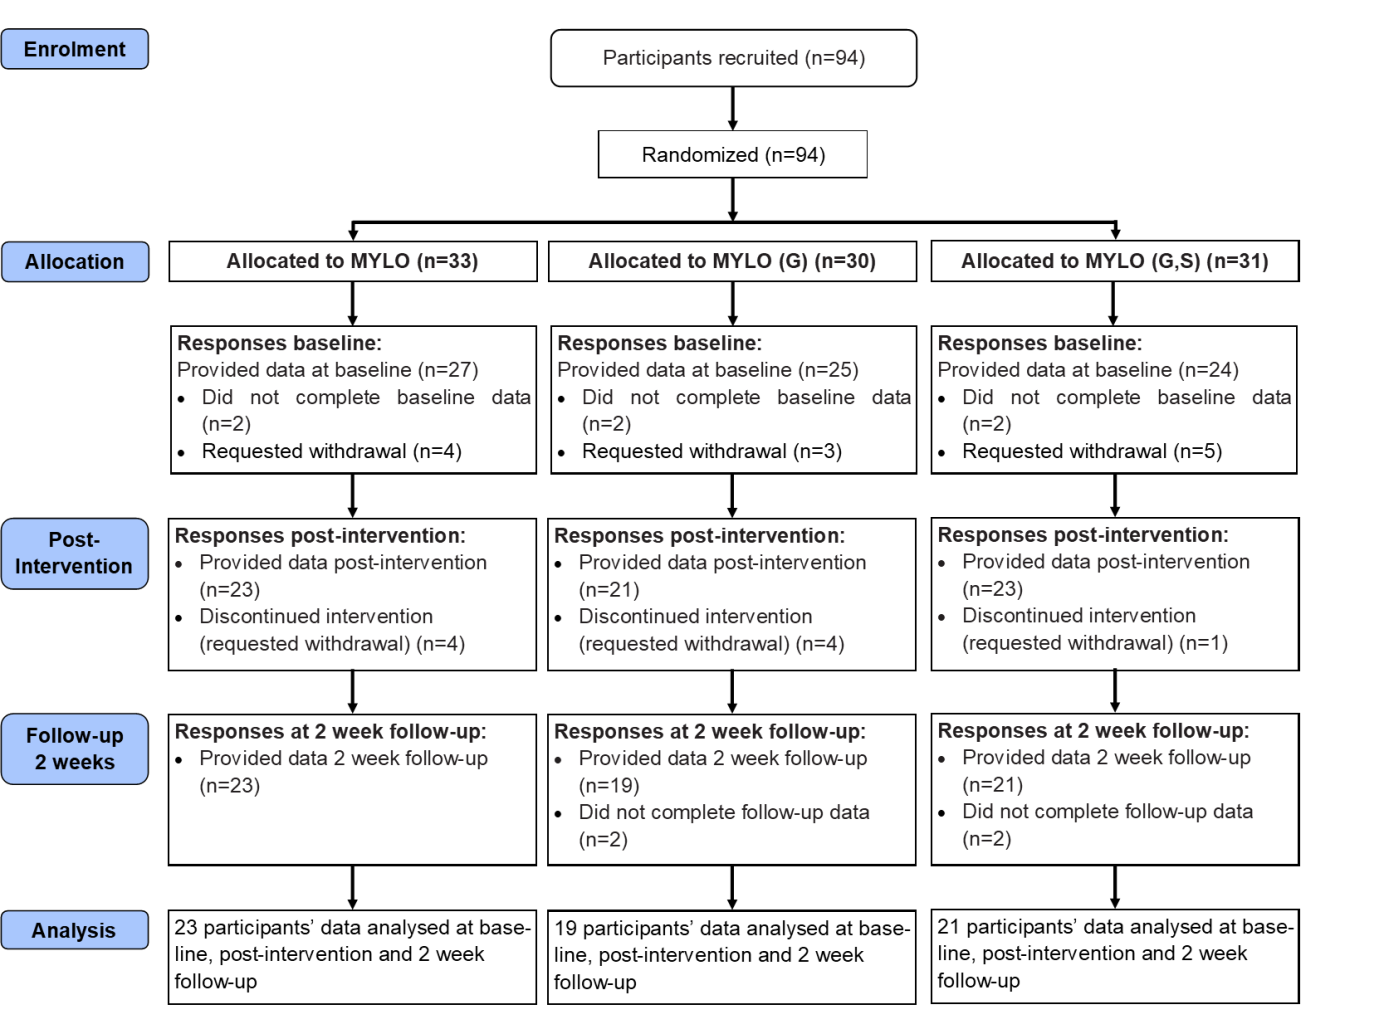 Enrolment
Participants recruited (n=94)
Randomized (n=94)
Allocation
Allocated to MYLO (n=33)
Allocated to MYLO (G) (n=30)
Allocated to MYLO (G,S) (n=31)
Responses baseline:
Provided data at baseline (n=27)
• Did not complete baseline data
(n=2)
• Requested withdrawal (n=4)
Responses baseline:
Provided data at baseline (n=25)
• Did not complete baseline data
(n=2)
• Requested withdrawal (n=3)
Responses baseline:
Provided data at baseline (n=24)
• Did not complete baseline data
(n=2)
• Requested withdrawal (n=5)
Post-
Intervention
Responses post-intervention:
• Provided data post-intervention
(n=23)
• Discontinued intervention
(requested withdrawal) (n=4)
Responses post-intervention:
• Provided data post-intervention
(n=21)
• Discontinued intervention
(requested withdrawal) (n=4)
Responses post-intervention:
• Provided data post-intervention
(n=23)
• Discontinued intervention
(requested withdrawal) (n=1)
Follow-up
2 weeks
Responses at 2 week follow-up:
• Provided data 2 week follow-up
(n=23)
Responses at 2 week follow-up:
• Provided data 2 week follow-up
(n=19)
• Did not complete follow-up data
(n=2)
Responses at 2 week follow-up:
• Provided data 2 week follow-up
(n=21)
• Did not complete follow-up data
(n=2)
Analysis
23 participants’ data analysed at base-
line, post-intervention and 2 week
follow-up
19 participants’ data analysed at base-
line, post-intervention and 2 week
follow-up
21 participants’ data analysed at base-
line, post-intervention and 2 week
follow-up